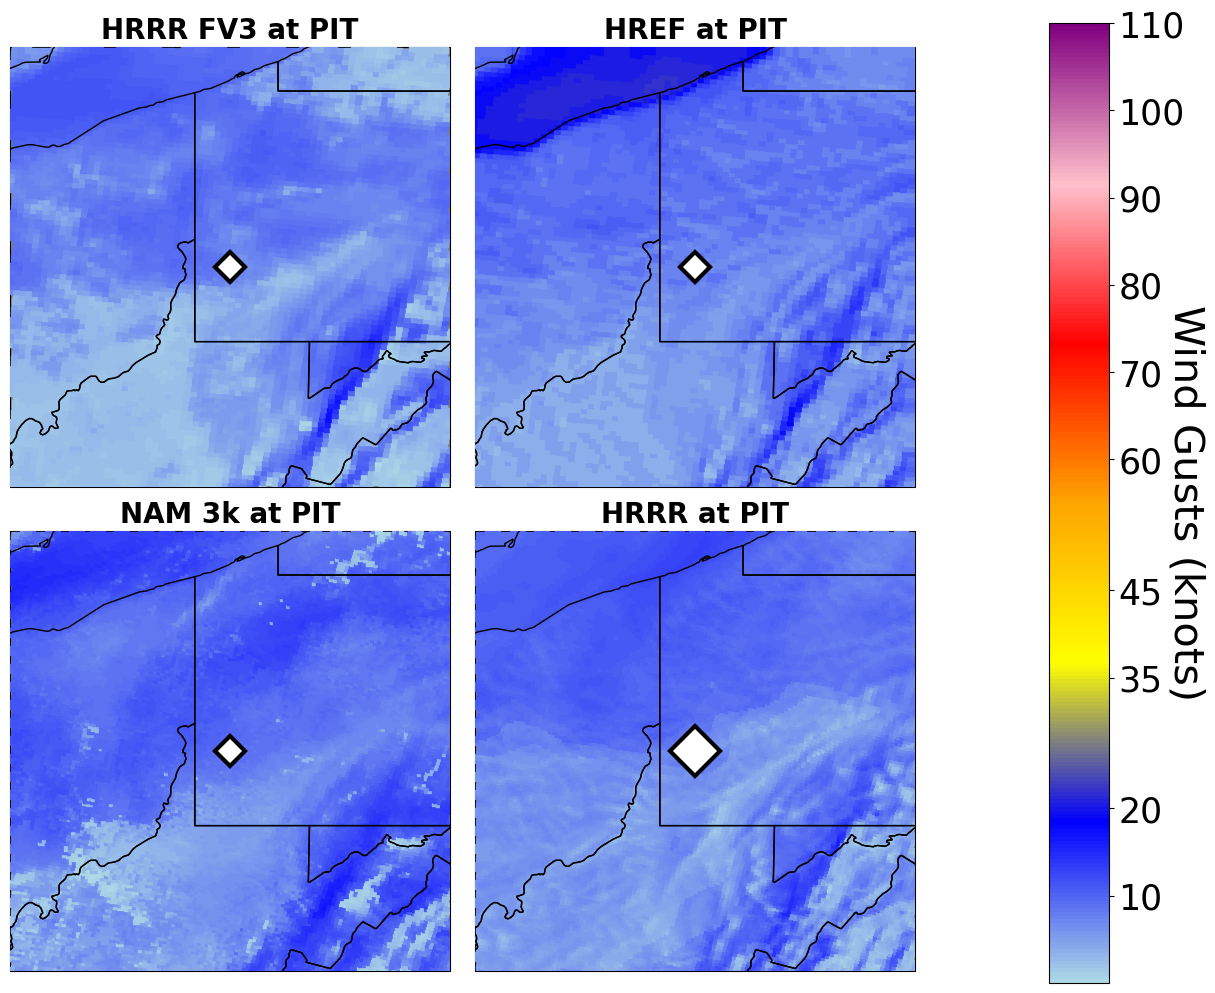 HRRR FV3 at PIT
HREF at PIT
NAM 3k at PIT
HRRR at PIT
110
100
90
80
70
60
45
35
20
10
Wind Gusts (knots)